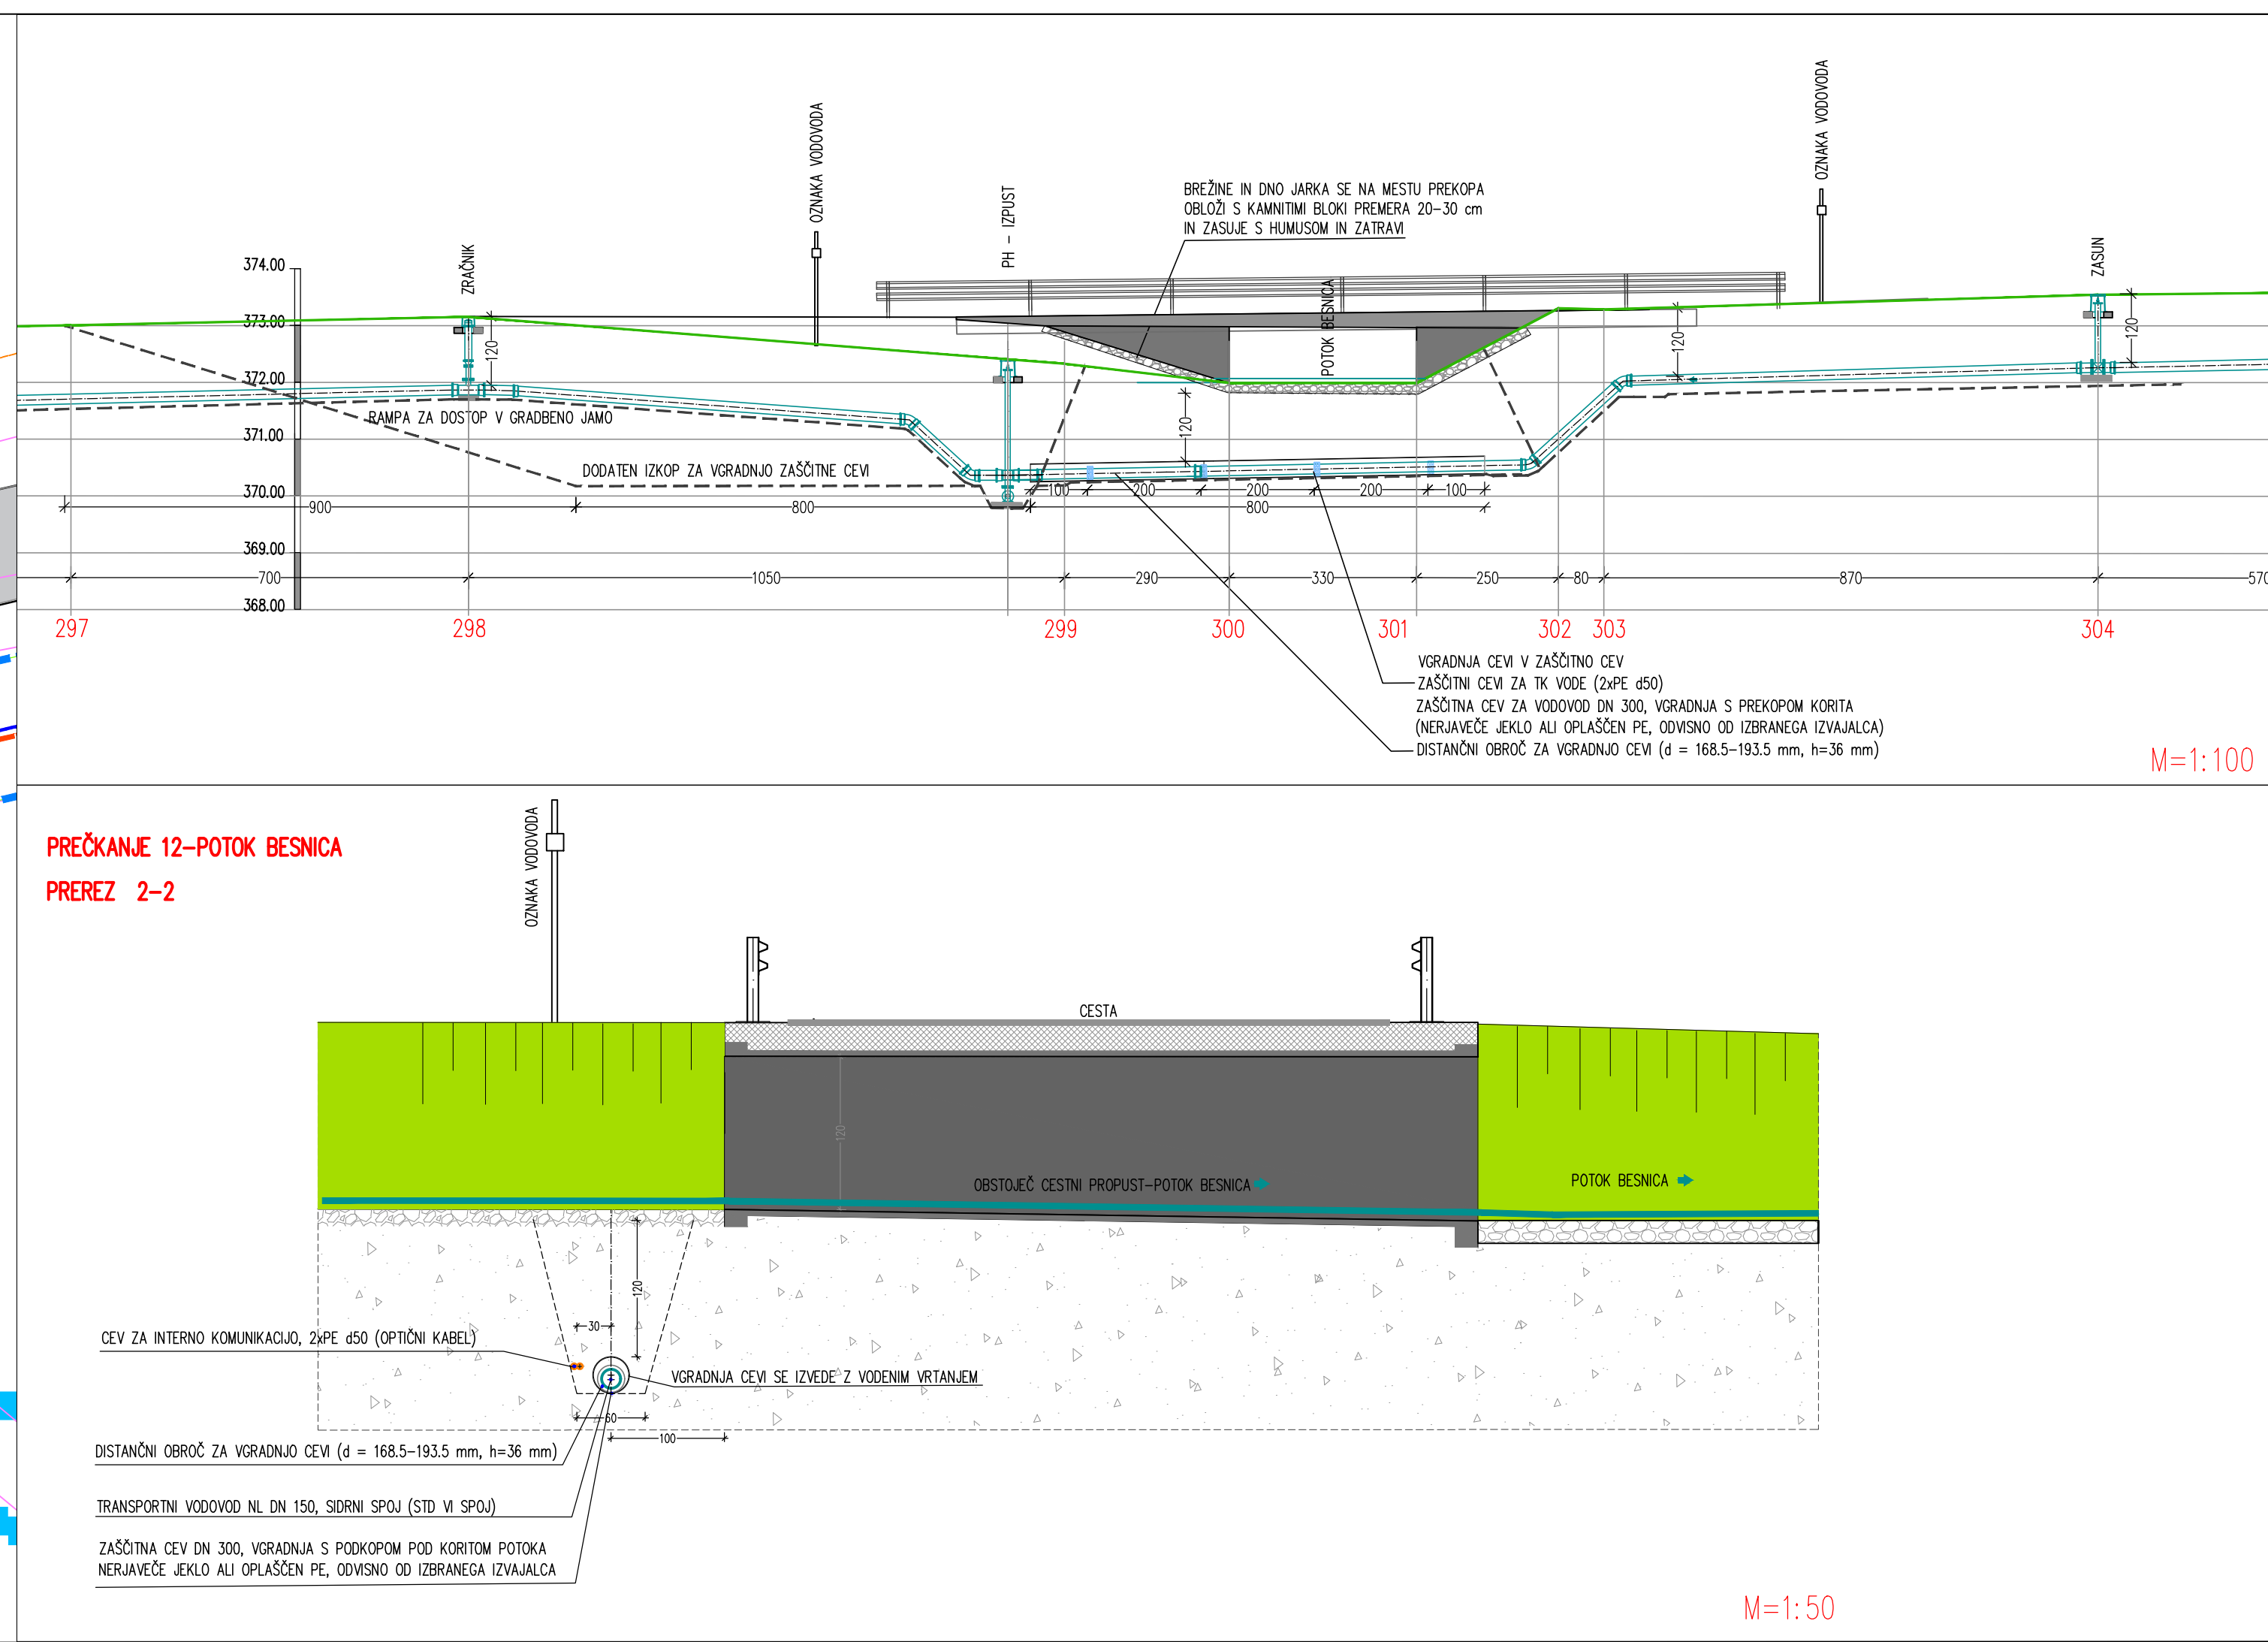 OZNAKA VODOVODA
OZNAKA VODOVODA
PH - IZPUST
BREŽINE IN DNO JARKA SE NA MESTU PREKOPA
OBLOŽI S KAMNITIMI BLOKI PREMERA 20-30 cm
IN ZASUJE S HUMUSOM IN ZATRAVI
ZRAČNIK
ZASUN
POTOK BESNICA
374.00
373.00
372.00
371.00
370.00
369.00
368.00
120
120
120
120
RAMPA ZA DOSTOP V GRADBENO JAMO
DODATEN IZKOP ZA VGRADNJO ZAŠČITNE CEVI
100
200
200
200
100
900
800
800
700
1050
290
330
250
80
870
570
297
298
299
300
301
302
303
304
VGRADNJA CEVI V ZAŠČITNO CEV
ZAŠČITNI CEVI ZA TK VODE (2xPE d50)
ZAŠČITNA CEV ZA VODOVOD DN 300, VGRADNJA S PREKOPOM KORITA
(NERJAVEČE JEKLO ALI OPLAŠČEN PE, ODVISNO OD IZBRANEGA IZVAJALCA)
DISTANČNI OBROČ ZA VGRADNJO CEVI (d = 168.5-193.5 mm, h=36 mm)
M=1:100
PREČKANJE 12-POTOK BESNICA
PREREZ 2-2
OZNAKA VODOVODA
CESTA
120
OBSTOJEČ CESTNI PROPUST-POTOK BESNICA
POTOK BESNICA
120
30
CEV ZA INTERNO KOMUNIKACIJO, 2xPE d50 (OPTIČNI KABEL)
VGRADNJA CEVI SE IZVEDE Z VODENIM VRTANJEM
60
100
DISTANČNI OBROČ ZA VGRADNJO CEVI (d = 168.5-193.5 mm, h=36 mm)
TRANSPORTNI VODOVOD NL DN 150, SIDRNI SPOJ (STD VI SPOJ)
ZAŠČITNA CEV DN 300, VGRADNJA S PODKOPOM POD KORITOM POTOKA
NERJAVEČE JEKLO ALI OPLAŠČEN PE, ODVISNO OD IZBRANEGA IZVAJALCA
M=1:50